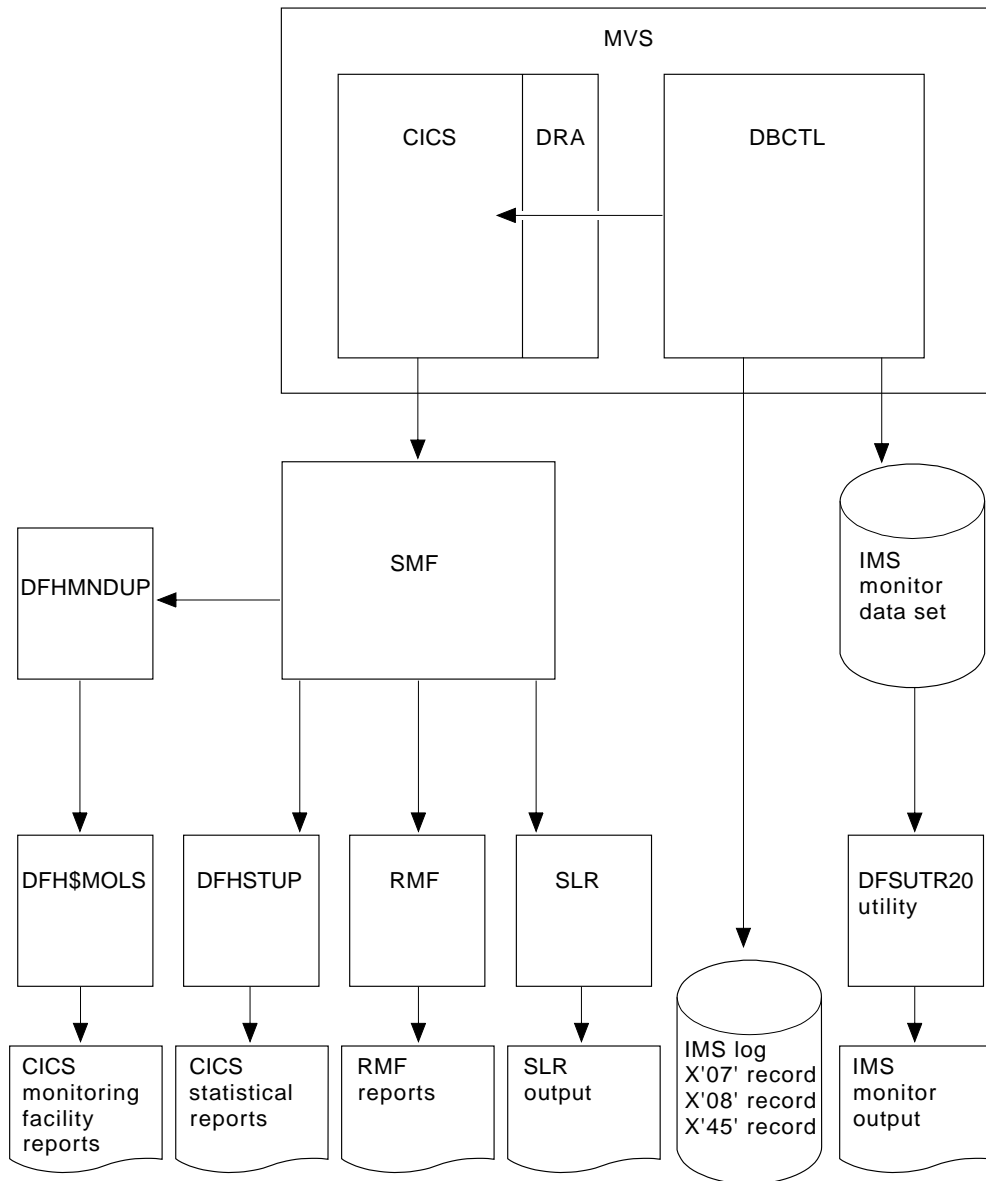 MVS
CICS
DRA
DBCTL
SMF
DFHMNDUP
IMS
monitor
data set
DFH$MOLS
DFHSTUP
RMF
SLR
DFSUTR20
utility
CICS
monitoring
facility
reports
CICS
statistical
reports
RMF
reports
SLR
output
IMS log
X'07' record
X'08' record
X'45' record
IMS
monitor
output